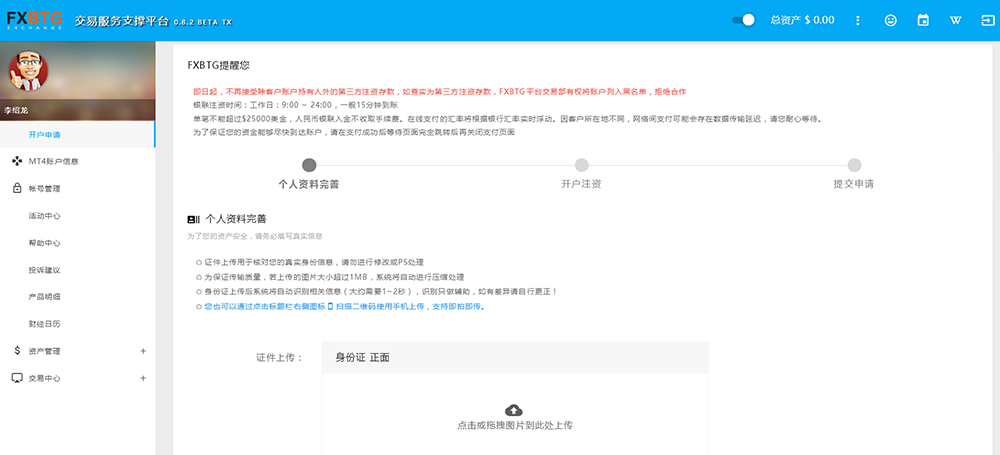 FXBTG
EXCHANGE
交易服务支撑平台 0.8.2 BETA TX
总资产 $ 0.00
李绍龙
开户申请
MT4账户信息
帐号管理
活动中心
帮助中心
投诉建议
产品明细
财经日历
资产管理 +
交易中心 +
FXBTG提醒您
即日起，不再接受除客户账户持有人外的第三方注资存款，如查实为第三方注资存款，FXBTG平台交易部有权将账户列入黑名单，拒绝合作
银联注资时间：工作日：9:00 ~ 24:00，一般15分钟到账
单笔不能超过$25000美金，人民币银联入金不收取手续费。在线支付的汇率将根据银行汇率实时浮动。因客户所在地不同，网络间支付可能会存在数据传输延迟，请您耐心等待。
为了保证您的资金能够尽快到达账户，请在支付成功后等待页面完全跳转后再关闭支付页面
个人资料完善 开户注资 提交申请
个人资料完善
为了您的资产安全，请务必填写真实信息
证件上传用于核对您的真实身份信息，请勿进行修改或PS处理
为保证传输质量，若上传的图片大小超过1MB，系统将自动进行压缩处理
身份证上传后系统将自动识别相关信息（大约需要1~2秒），识别只做辅助，如有差异请自行更正！
您也可以通过点击标题栏右侧图标 扫描二维码使用手机上传，支持即拍即传。
证件上传： 身份证 正面
点击或拖拽图片到此处上传